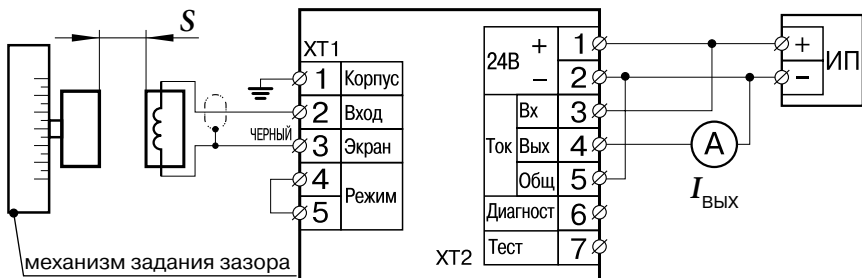 S
XT1
1 Корпус
2 Вход
ЧЕРНЫЙ 3 Экран
4
5
Режим
механизм задания зазора
XT2
24В
+ 1
− 2
Ток
Вх 3
Вых 4
Общ 5
Диагност 6
Тест 7
A
IВЫХ
+
−
ИП